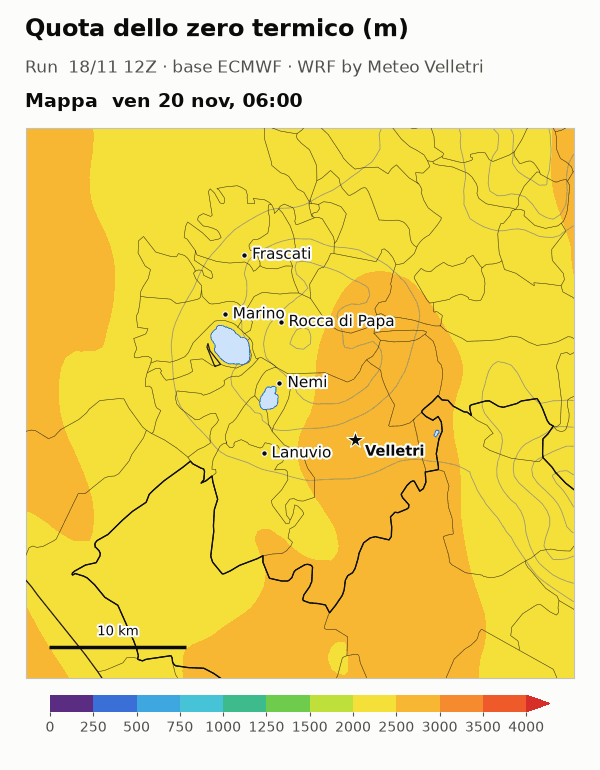 Quota dello zero termico (m)
Run  18/11 12Z · base ECMWF · WRF by Meteo Velletri
Mappa  ven 20 nov, 06:00
Frascati
Marino
Rocca di Papa
Nemi
Velletri
Lanuvio
10 km
0 250 500 750 1000 1250 1500 2000 2500 3000 3500 4000